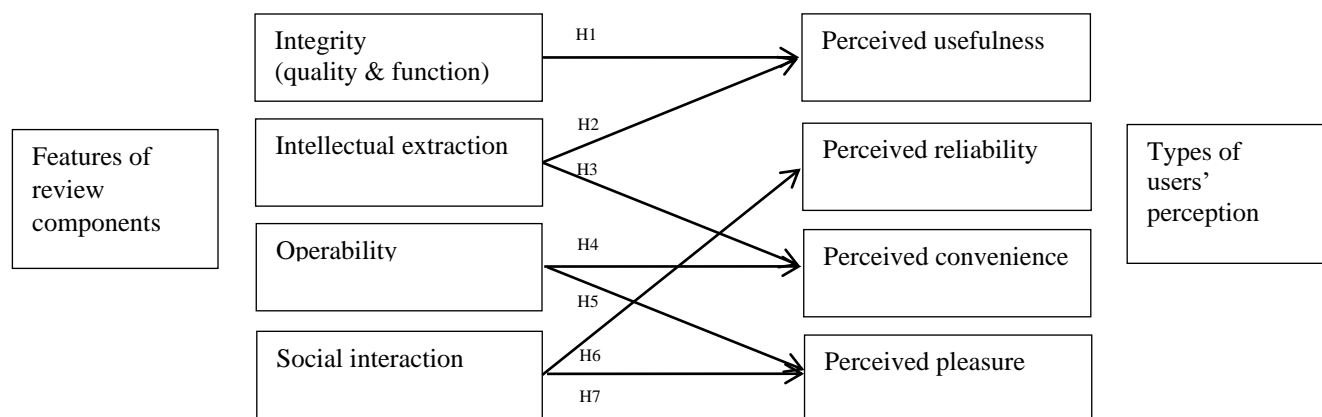 Features of
review
components
Integrity
(quality & function)
Intellectual extraction
Operability
Social interaction
H1
H2
H3
H4
H5
H6
H7
Perceived usefulness
Perceived reliability
Perceived convenience
Perceived pleasure
Types of
users’
perception